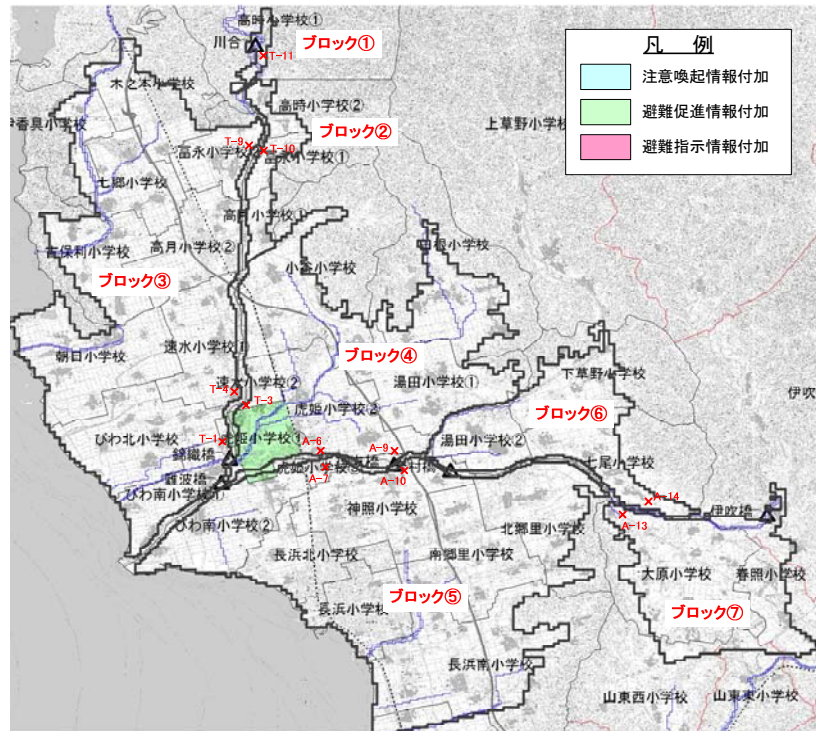 高時小学校①
川合
ブロック①
T-11
凡 例
注意喚起情報付加
避難促進情報付加
避難指示情報付加
木之本小学校
高時小学校②
伊香具小学校
上草野小学校
ブロック②
T-9
T-10
富永小学校
富永小学校①
七郷小学校
高月小学校①
高月小学校②
古保利小学校
田根小学校
小谷小学校
ブロック③
速水小学校①
ブロック④
朝日小学校
湯田小学校①
下草野小学校
伊吹
T-4
速水小学校②
T-3
虎姫小学校②
ブロック⑥
びわ北小学校
T-1
虎姫小学校①
A-6
A-9
湯田小学校②
錦織橋
虎姫小学校
A-7
A-10
村橋
七尾小学校
難波橋
びわ南小学校①
A-14
神照小学校
伊吹橋
びわ南小学校②
A-13
北郷里小学校
長浜北小学校
南郷里小学校
大原小学校
春照小学校
長浜小学校
ブロック⑤
ブロック⑦
長浜南小学校
山東西小学校
山東東小学校